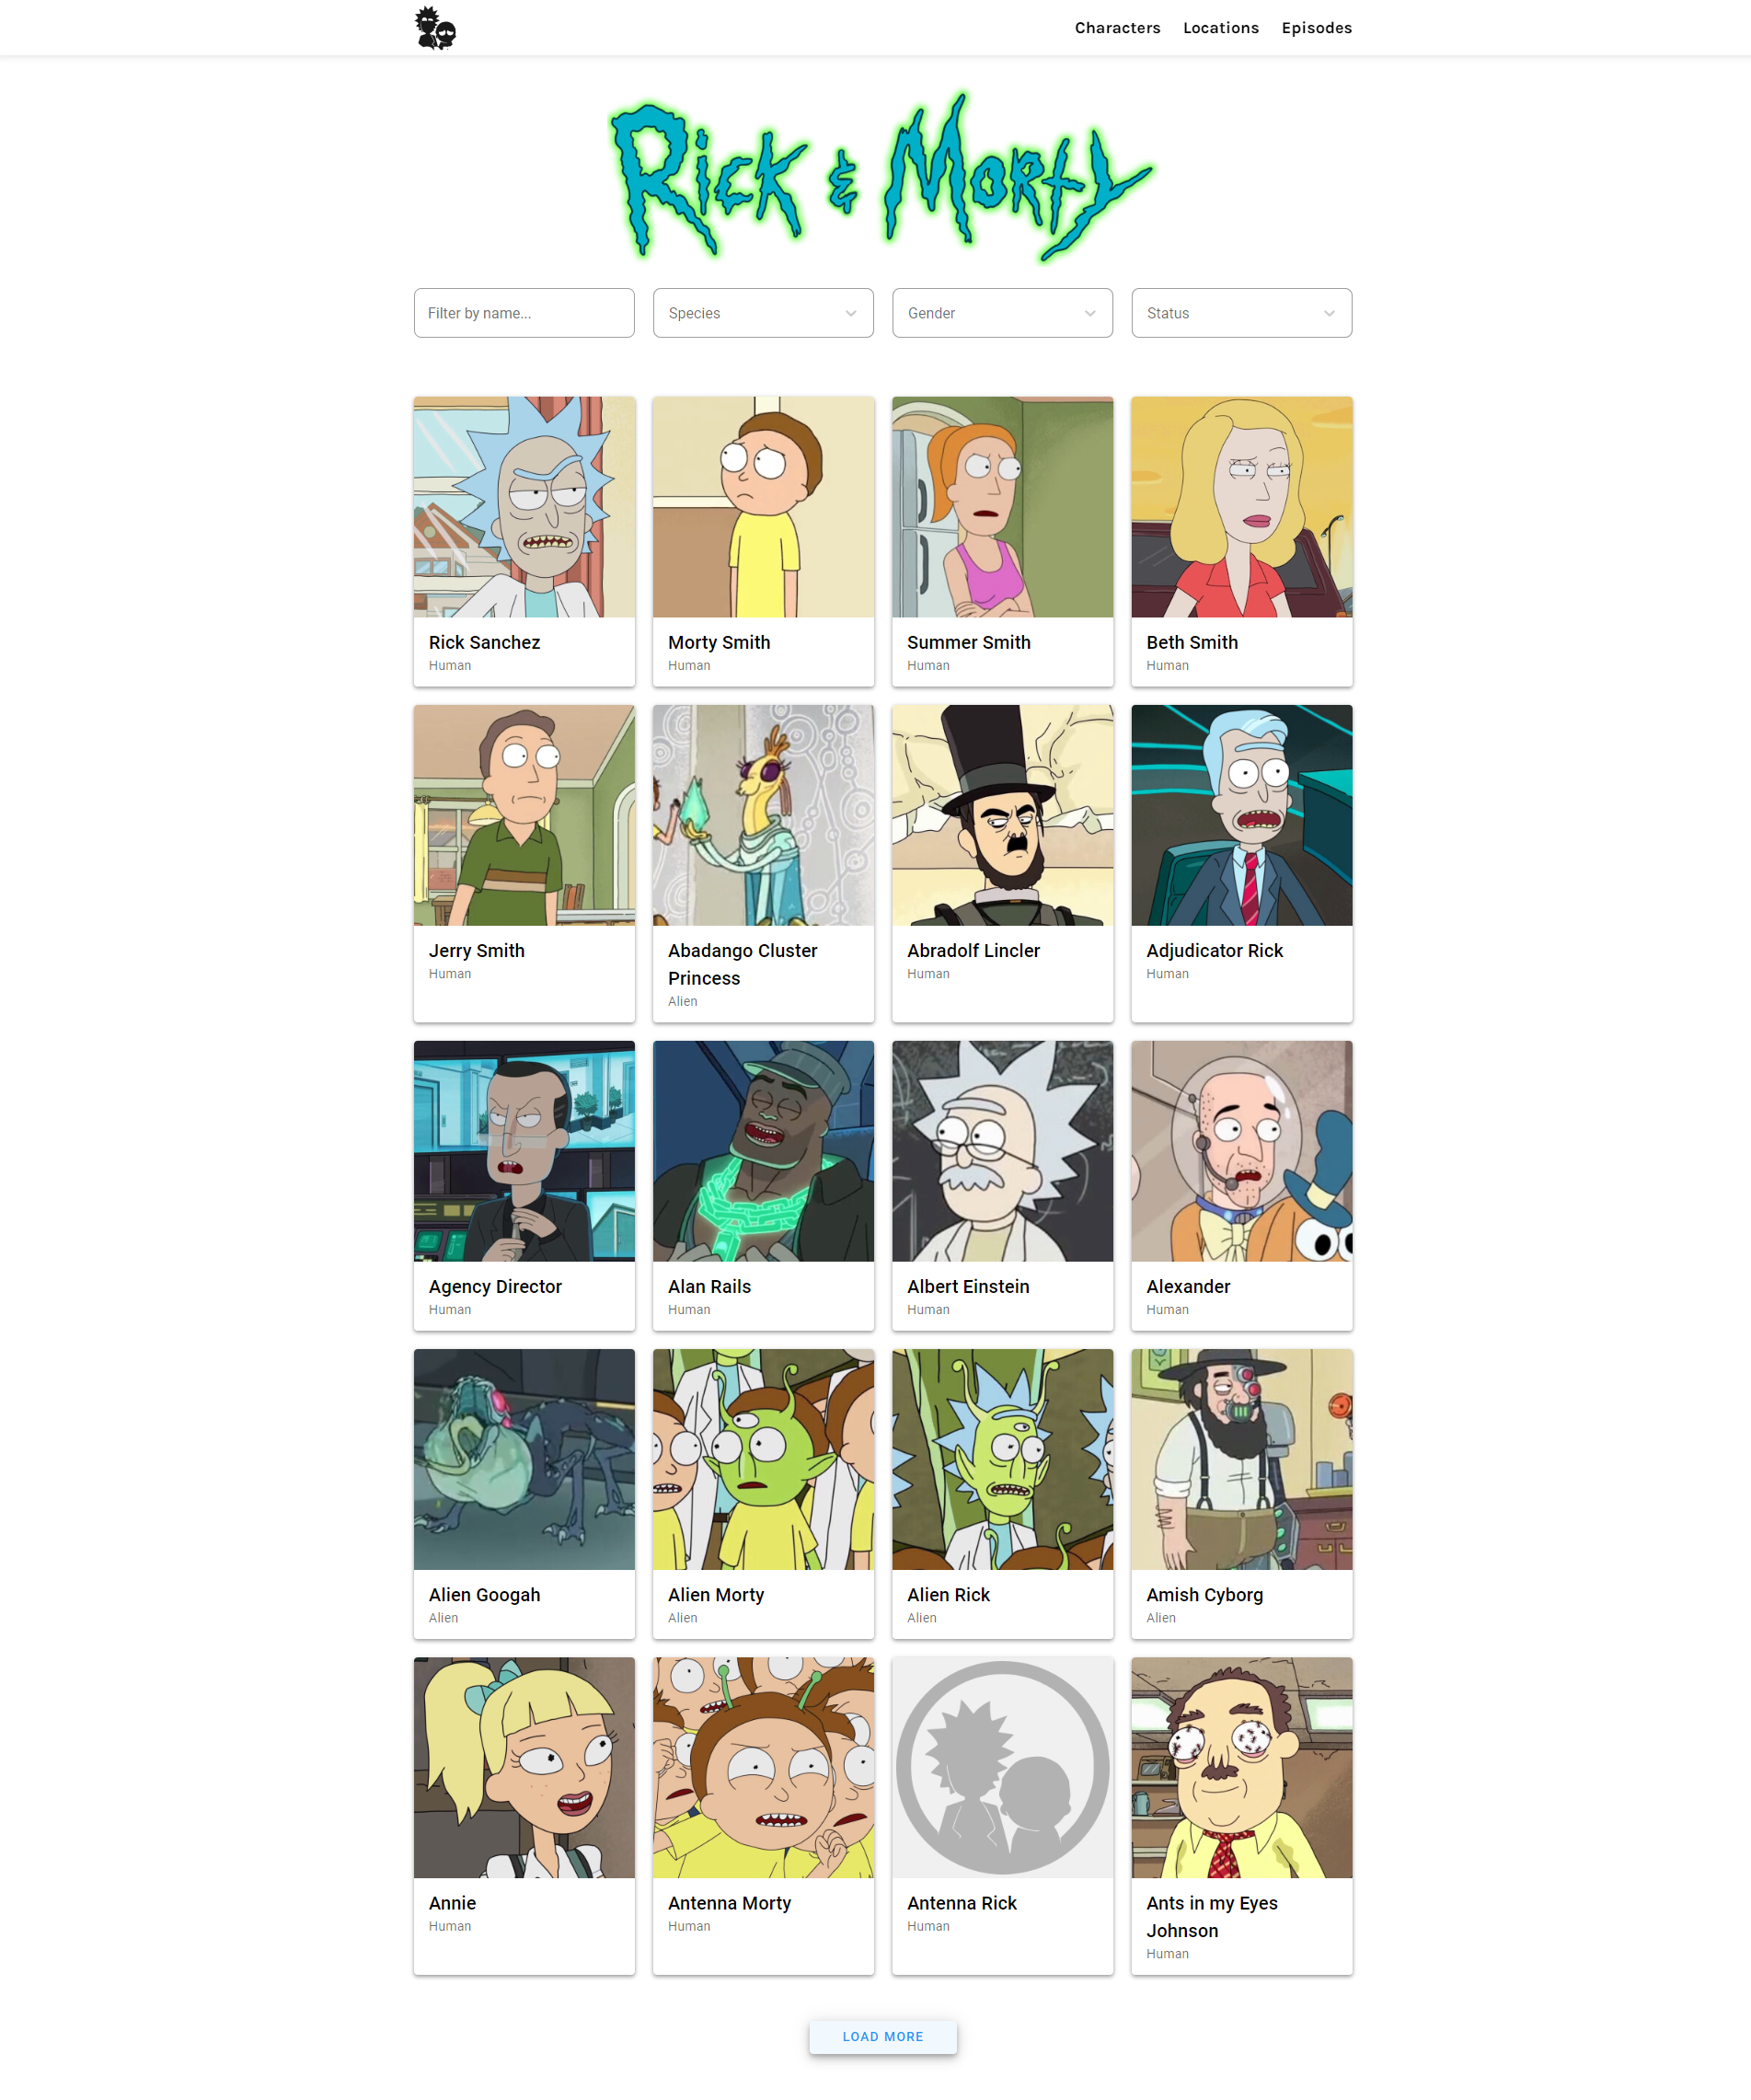 Characters Locations Episodes
Rick & Morty
Filter by name... Species Gender Status
Rick Sanchez
Human
Morty Smith
Human
Summer Smith
Human
Beth Smith
Human
Jerry Smith
Human
Abadango Cluster
Princess
Alien
Abradolf Lincler
Human
Adjudicator Rick
Human
Agency Director
Human
Alan Rails
Human
Albert Einstein
Human
Alexander
Human
Alien Googah
Alien
Alien Morty
Alien
Alien Rick
Alien
Amish Cyborg
Alien
Annie
Human
Antenna Morty
Human
Antenna Rick
Human
Ants in my Eyes
Johnson
Human
LOAD MORE